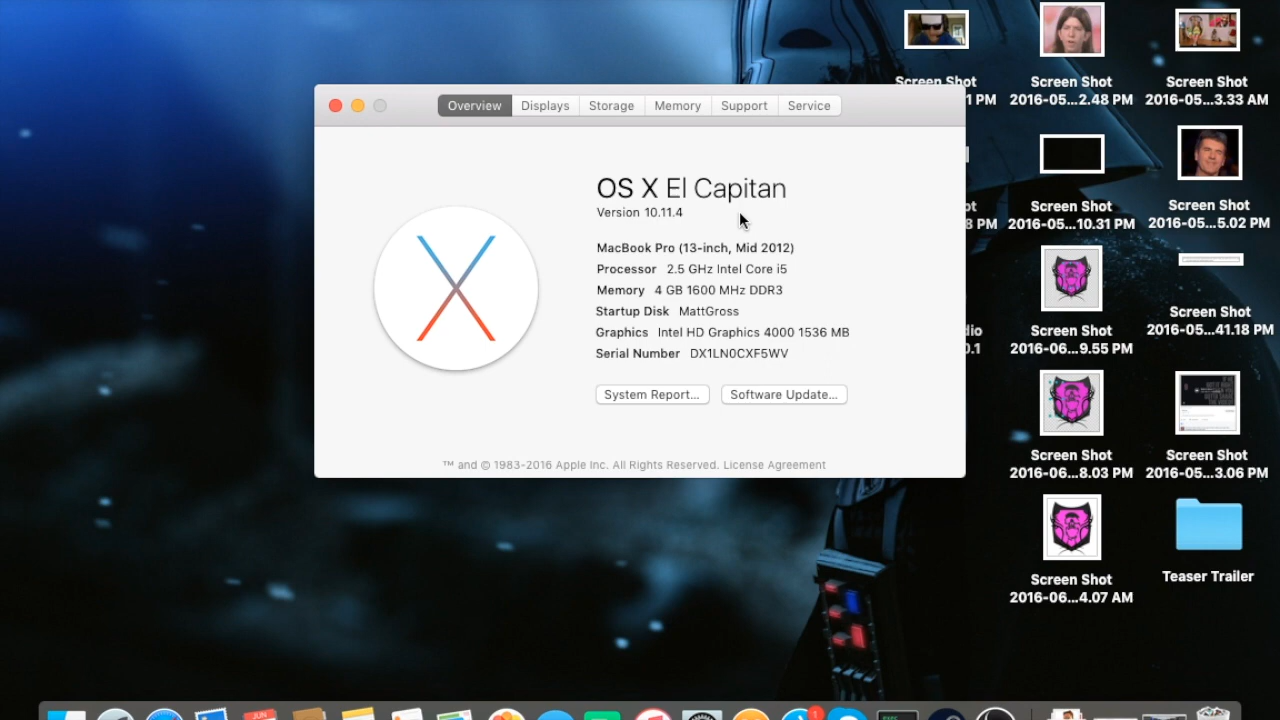 Overview
Displays
Storage
Memory
Support
Service
OS X El Capitan
Version 10.11.4
MacBook Pro (13-inch, Mid 2012)
Processor 2.5 GHz Intel Core i5
Memory 4 GB 1600 MHz DDR3
Startup Disk MattGross
Graphics Intel HD Graphics 4000 1536 MB
Serial Number DX1LN0CXF5WV
System Report...
Software Update...
™ and © 1983-2016 Apple Inc. All Rights Reserved. License Agreement
Screen Shot
1 PM
Screen Shot
2016-05...2.48 PM
Screen Shot
2016-05...3.33 AM
8 PM
Screen Shot
2016-05...10.31 PM
Screen Shot
2016-05...5.02 PM
Screen Shot
2016-06...9.55 PM
Screen Shot
2016-05...41.18 PM
Screen Shot
2016-06...8.03 PM
Screen Shot
2016-05...3.06 PM
Screen Shot
2016-06...4.07 AM
Teaser Trailer
JUN
1